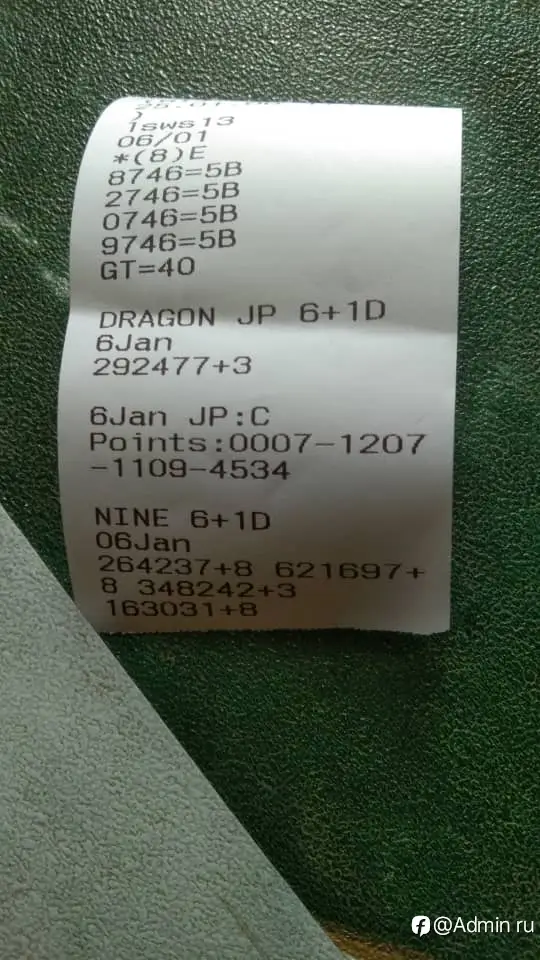 )
1sws13
06/01
*(8)E
8746=5B
2746=5B
0746=5B
9746=5B
GT=40
DRAGON JP 6+1D
6Jan
292477+3
6Jan JP:C
Points:0007-1207
-1109-4534
NINE 6+1D
06Jan
264237+8 621697+
8 348242+3
163031+8
@Admin ru